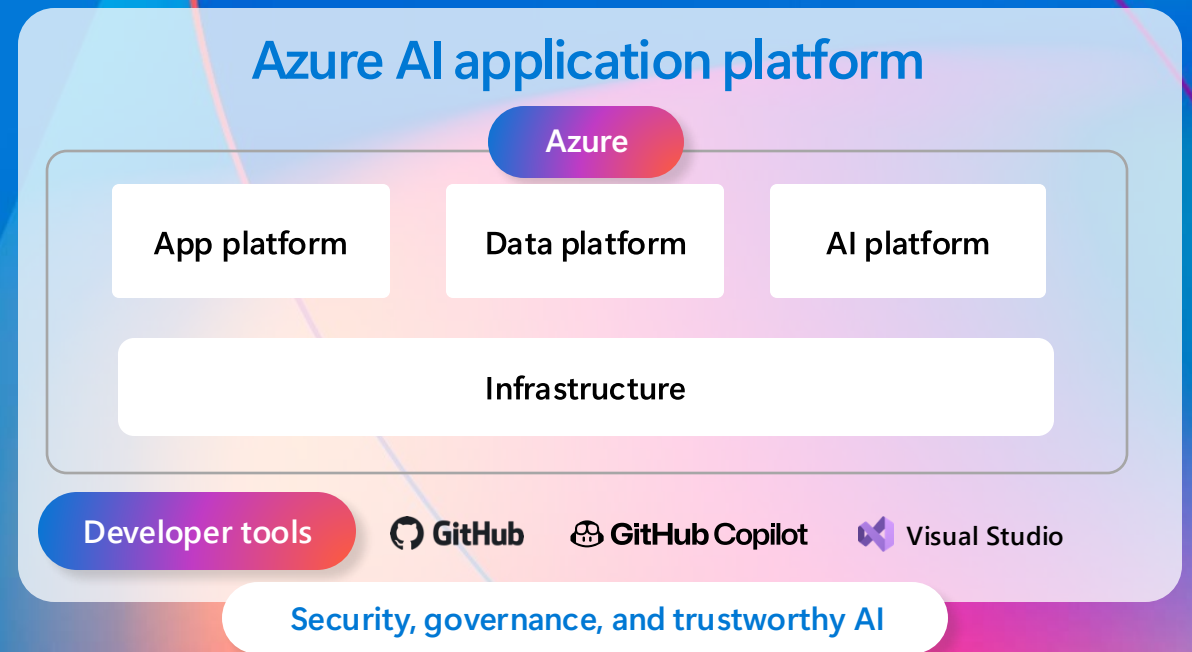 Azure AI application platform
Azure
App platform
Data platform
AI platform
Infrastructure
Developer tools
GitHub
GitHub Copilot
Visual Studio
Security, governance, and trustworthy AI